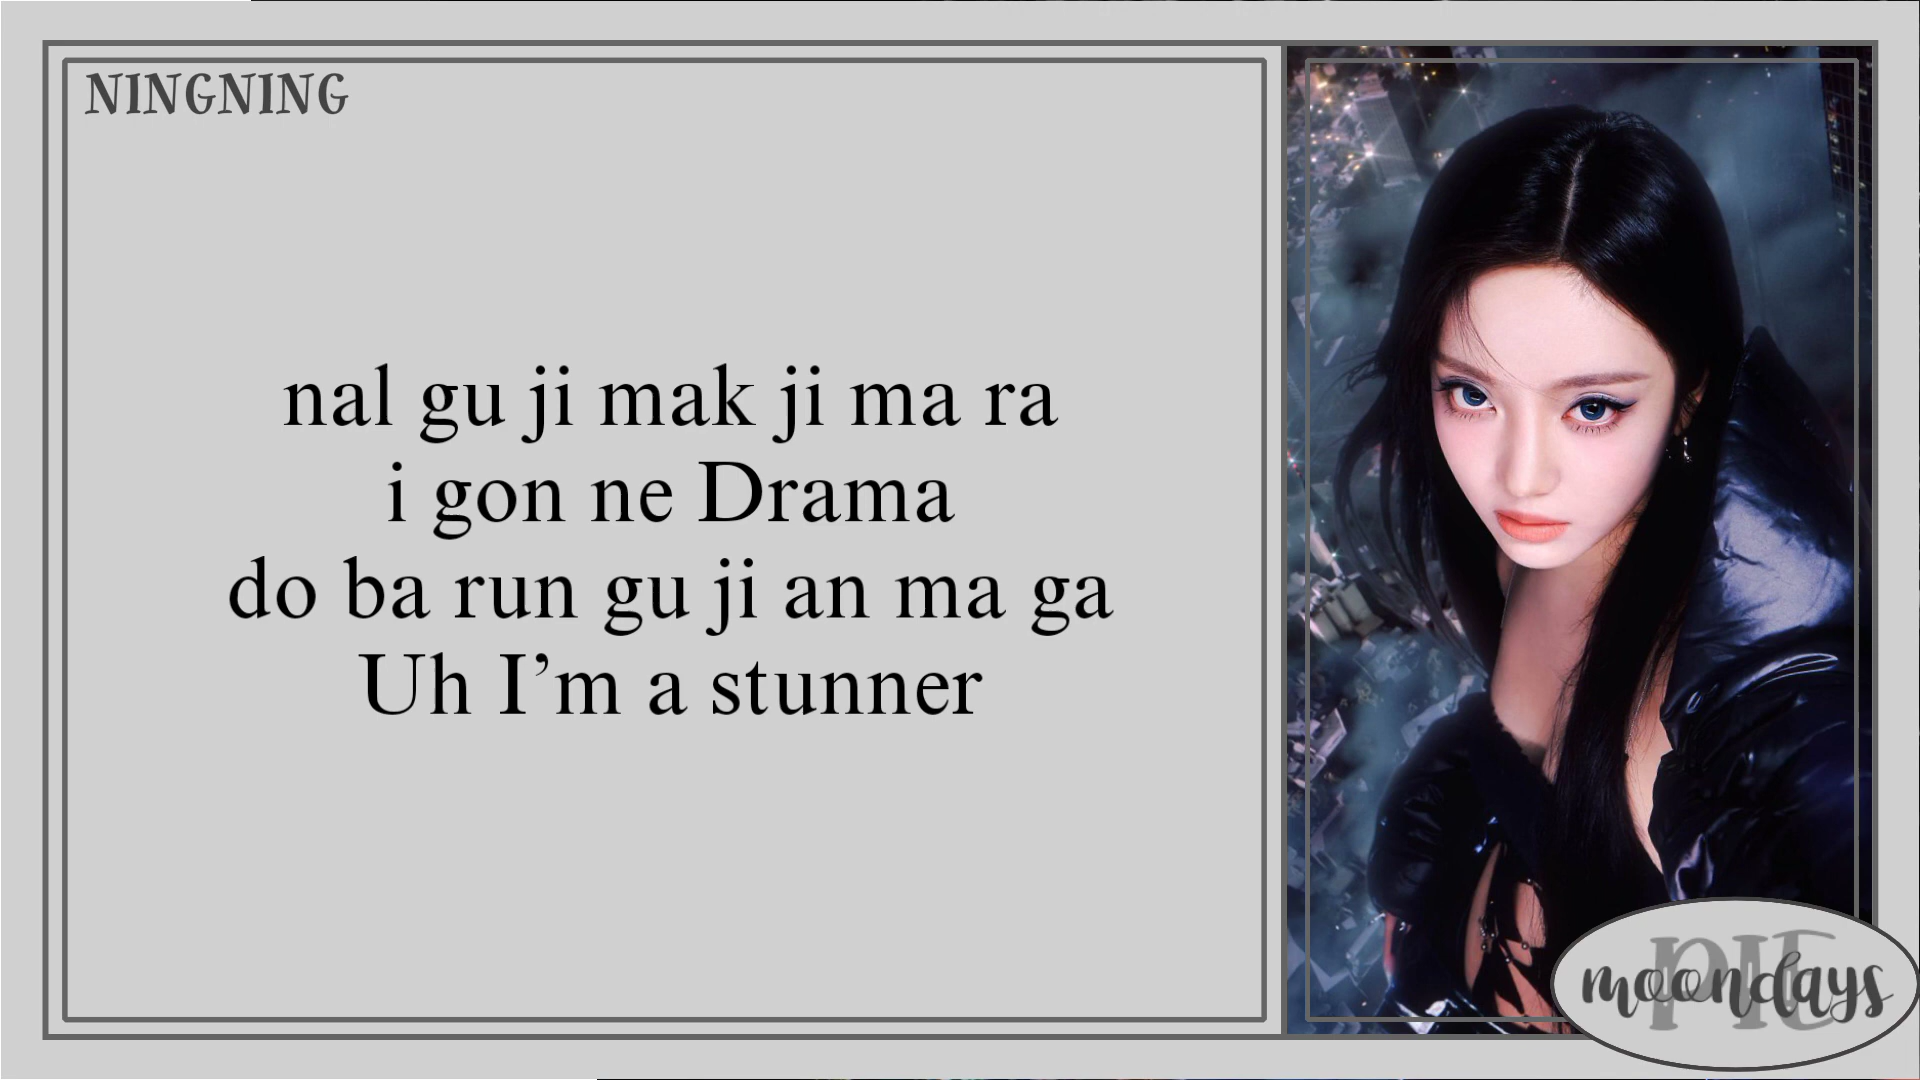 NINGNING
nal gu ji mak ji ma ra
i gon ne Drama
do ba run gu ji an ma ga
Uh I’m a stunner
PIE
moondays